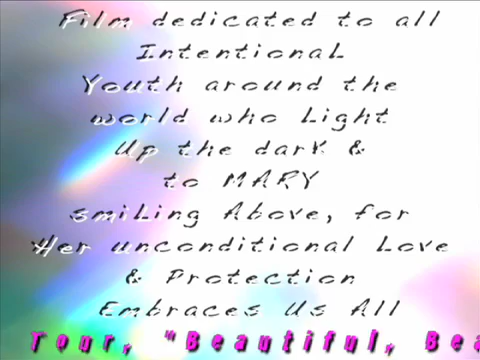 Film dedicated to all
Intentional
Youth around the
world who Light
Up the dark &
to MARY
smiling Above, for
Her unconditional Love
& Protection
Embraces Us All
Tour, "Beautiful, Bea